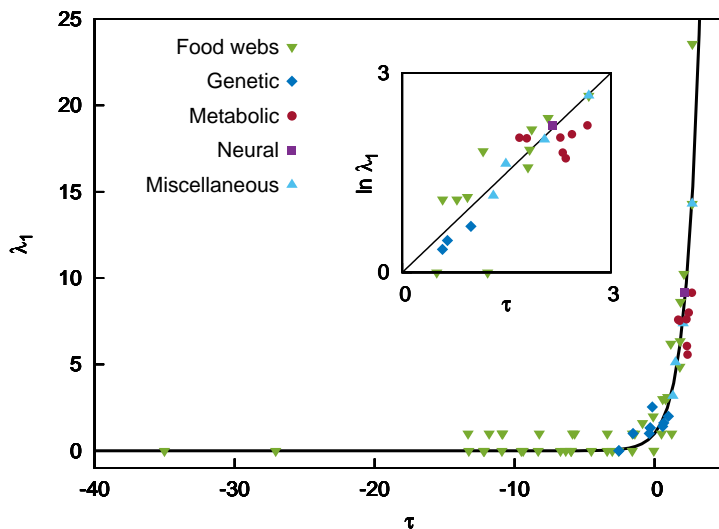 25
20
15
10
5
0
λ1
-40
-30
-20
-10
0
τ
Food webs
Genetic
Metabolic
Neural
Miscellaneous
3
0
ln λ1
0
3
τ